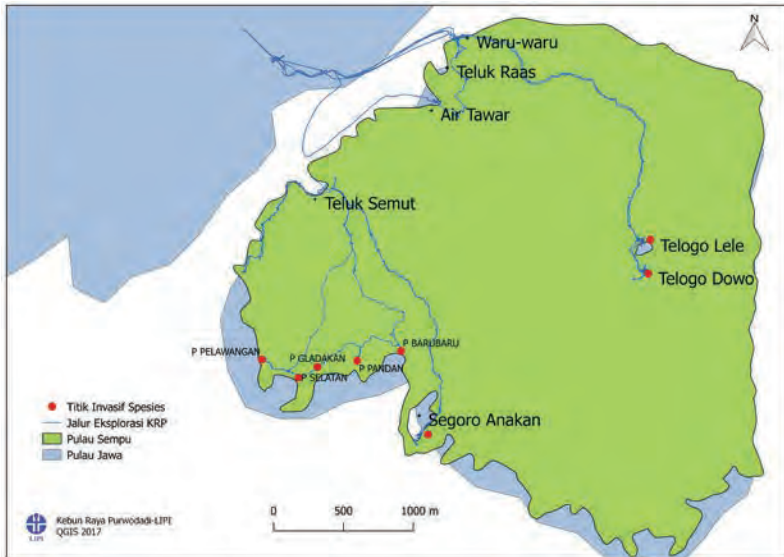 Waru-waru
Teluk Raas
Air Tawar
Teluk Semut
Telogo Lele
Telogo Dowo
P BARUBARU
P PELAWANGAN
P GLADAKAN
P PANDAN
P SELATAN
Segoro Anakan
Titik Invasif Spesies
Jalur Eksplorasi KRP
Pulau Sempu
Pulau Jawa
0 500 1000 m
LIPI
Kebun Raya Purwodadi-LIPI
QGIS 2017